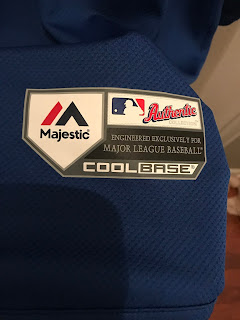 Majestic
Authentic
COLLECTION
ENGINEERED EXCLUSIVELY FOR
MAJOR LEAGUE BASEBALL
COOLBASE